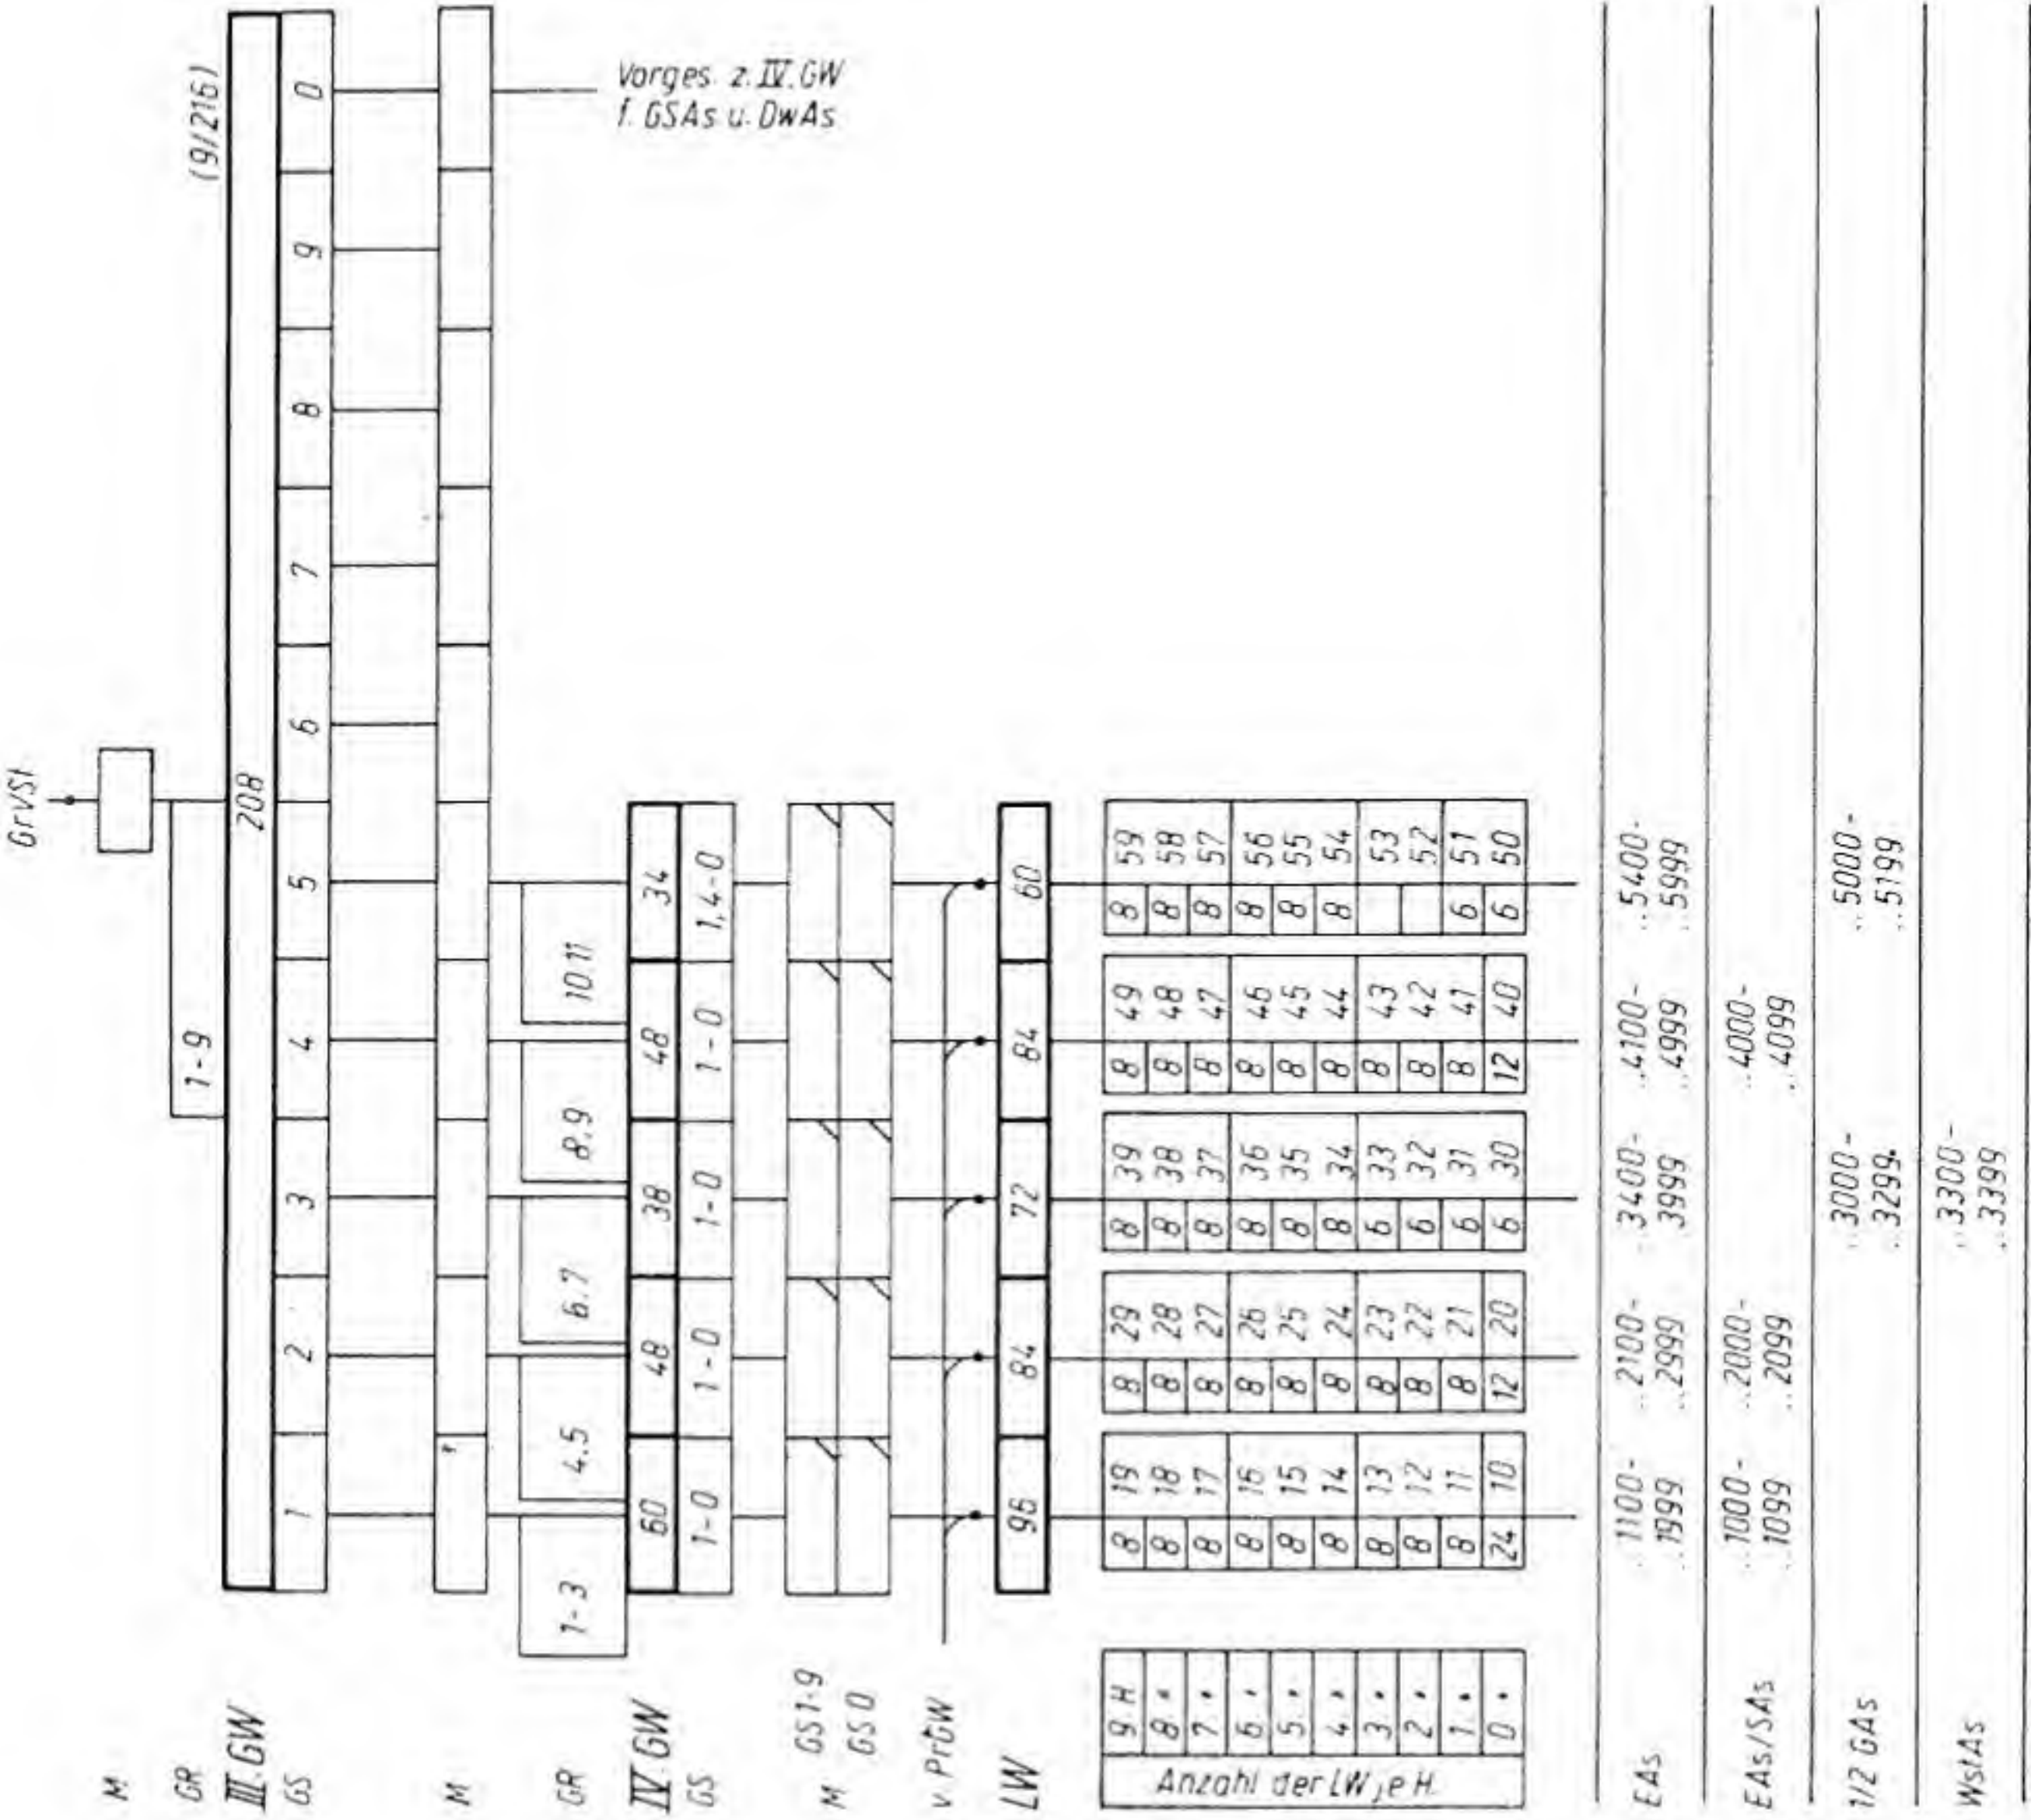 GrVSt
M
GR 1-9 (9/216)
III.GW 208
GS 1 2 3 4 5 6 7 8 9 0
M
GR 1-3 4.5 6.7 8.9 10.11
Vorges. z. IV. GW
f. GSAs u. DwAs
IV.GW 60 48 38 48 34
GS 1-0 1-0 1-0 1-0 1,4-0
M GS1-9
GS0
v. PrüGW
LW 96 84 72 84 60
Anzahl der LW je H.
9.H 8 19 8 29 8 39 8 49 8 59
8. " 8 18 8 28 8 38 8 48 8 58
7. " 8 17 8 27 8 37 8 47 8 57
6. " 8 16 8 26 8 36 8 46 8 56
5. " 8 15 8 25 8 35 8 45 8 55
4. " 8 14 8 24 8 34 8 44 8 54
3. " 8 13 8 23 6 33 8 43 53
2. " 8 12 8 22 6 32 8 42 52
1. " 8 11 8 21 6 31 8 41 6 51
0 " 24 10 12 20 6 30 12 40 6 50
EAs ..1100- ..2100- ..3400- ..4100- ..5400-
..1999 ..2999 ..3999 ..4999 ..5999
EAs/SAs ..1000- ..2000- ..4000-
..1099 ..2099 ..4099
1/2 GAs ..3000- ..5000-
..3299 ..5199
WstAs ..3300-
..3399